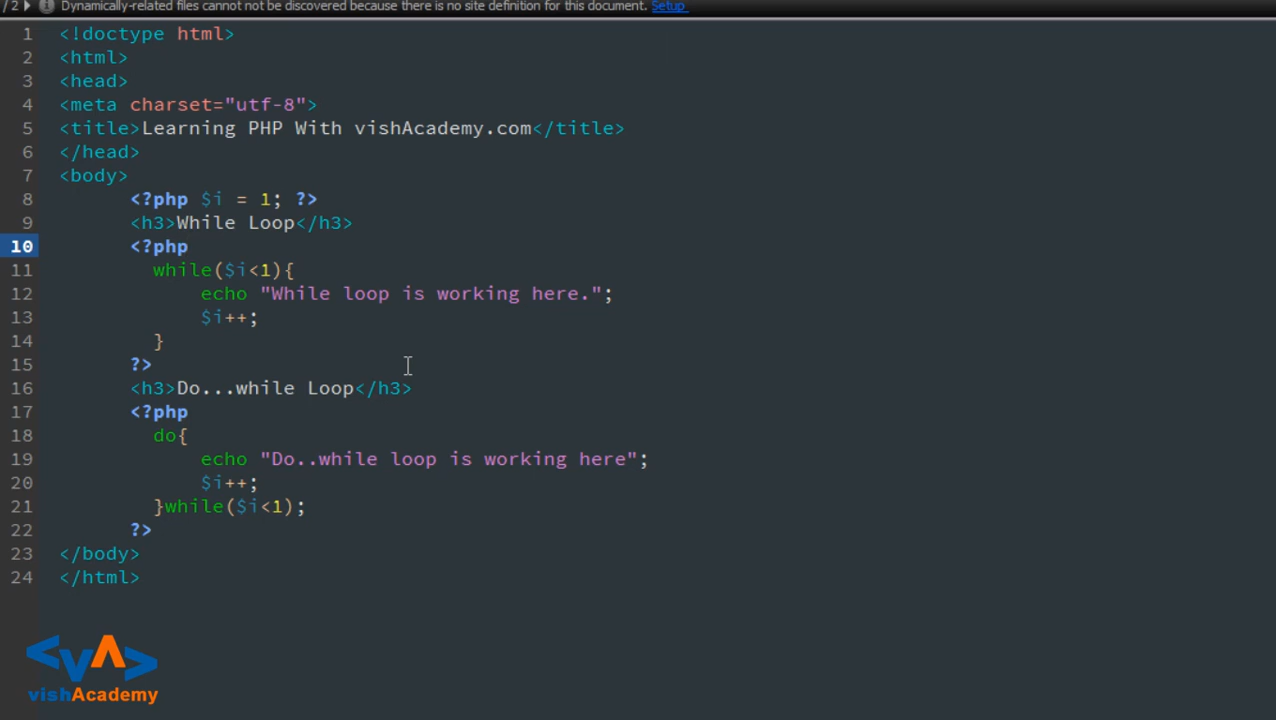 / 2 Dynamically-related files cannot not be discovered because there is no site definition for this document. Setup
1 <!doctype html>
2 <html>
3 <head>
4 <meta charset="utf-8">
5 <title>Learning PHP With vishAcademy.com</title>
6 </head>
7 <body>
8 <?php $i = 1; ?>
9 <h3>While Loop</h3>
10 <?php
11 while($i<1){
12 echo "While loop is working here.";
13 $i++;
14 }
15 ?>
16 <h3>Do...while Loop</h3>
17 <?php
18 do{
19 echo "Do..while loop is working here";
20 $i++;
21 }while($i<1);
22 ?>
23 </body>
24 </html>
<vA>
vishAcademy